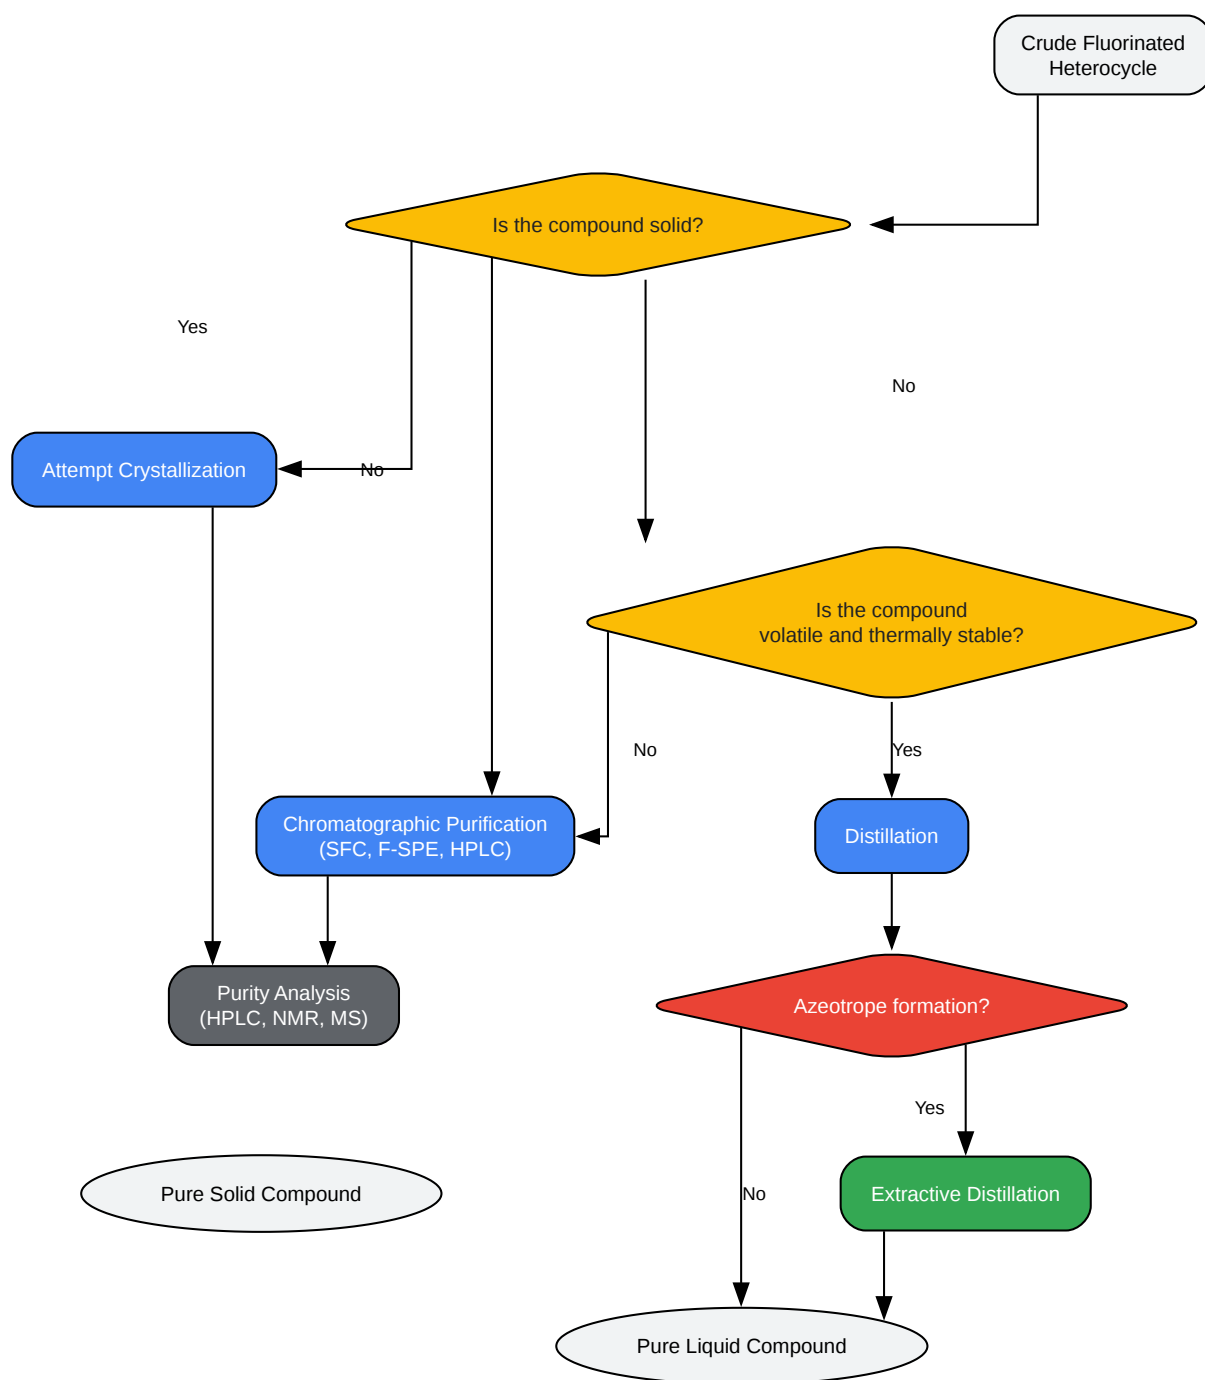 Crude Fluorinated
Heterocycle
Is the compound solid?
Yes
No
Attempt Crystallization
No
Is the compound
volatile and thermally stable?
No
Yes
Chromatographic Purification
(SFC, F-SPE, HPLC)
Distillation
Purity Analysis
(HPLC, NMR, MS)
Azeotrope formation?
Yes
Pure Solid Compound
No
Extractive Distillation
Pure Liquid Compound